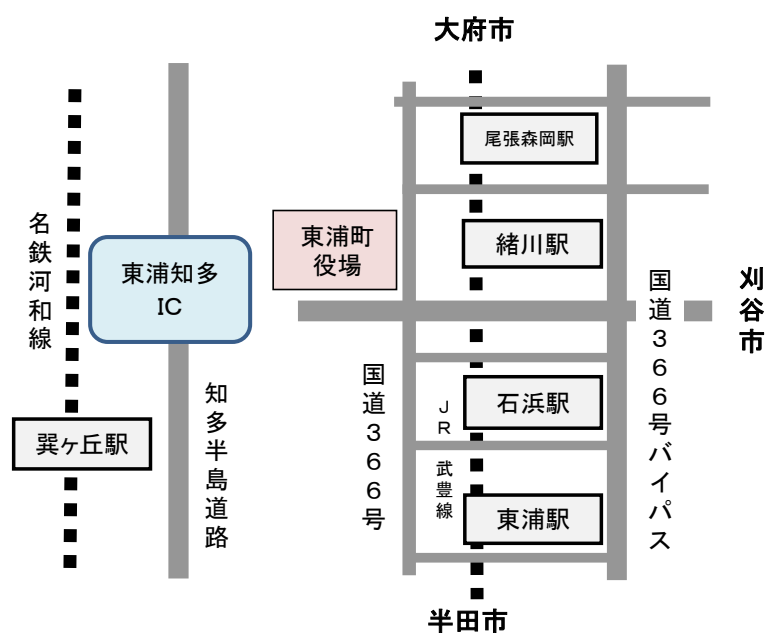 大府市
尾張森岡駅
名鉄河和線
東浦町
役場
緒川駅
東浦知多
IC
国道366号バイパス
刈谷市
国道366号
JR 武豊線
石浜駅
知多半島道路
巽ヶ丘駅
東浦駅
半田市